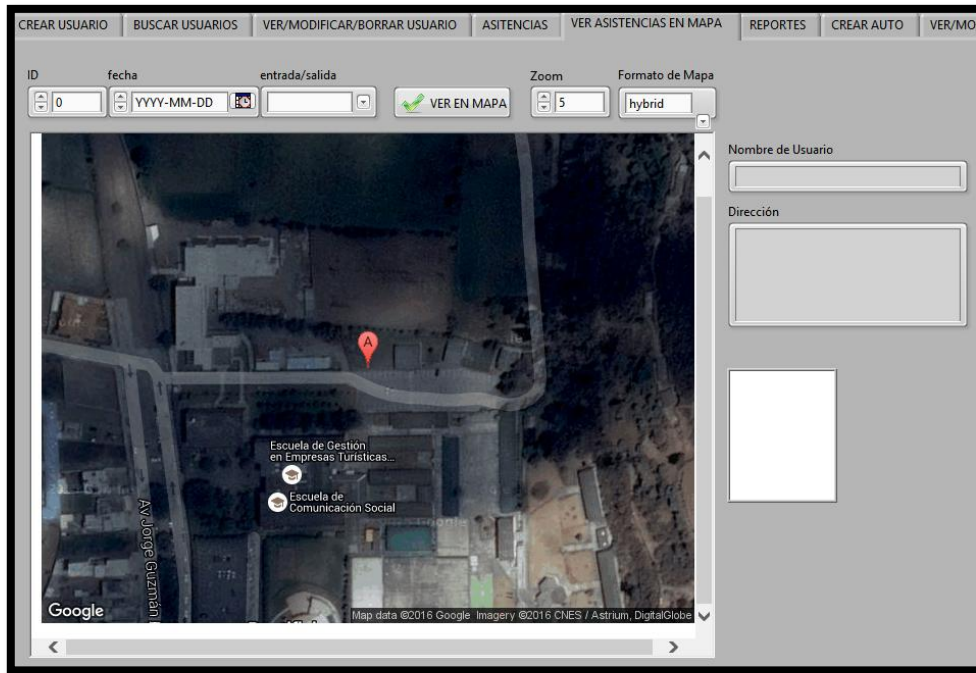 CREAR USUARIO
BUSCAR USUARIOS
VER/MODIFICAR/BORRAR USUARIO
ASITENCIAS
VER ASISTENCIAS EN MAPA
REPORTES
CREAR AUTO
VER/MO
ID
fecha
entrada/salida
Zoom
Formato de Mapa
0
YYYY-MM-DD
VER EN MAPA
5
hybrid
Nombre de Usuario
Dirección
A
Escuela de Gestión
en Empresas Turísticas...
Escuela de
Comunicación Social
Av Jorge Guzmán
Google
Map data ©2016 Google Imagery ©2016 CNES / Astrium, DigitalGlobe